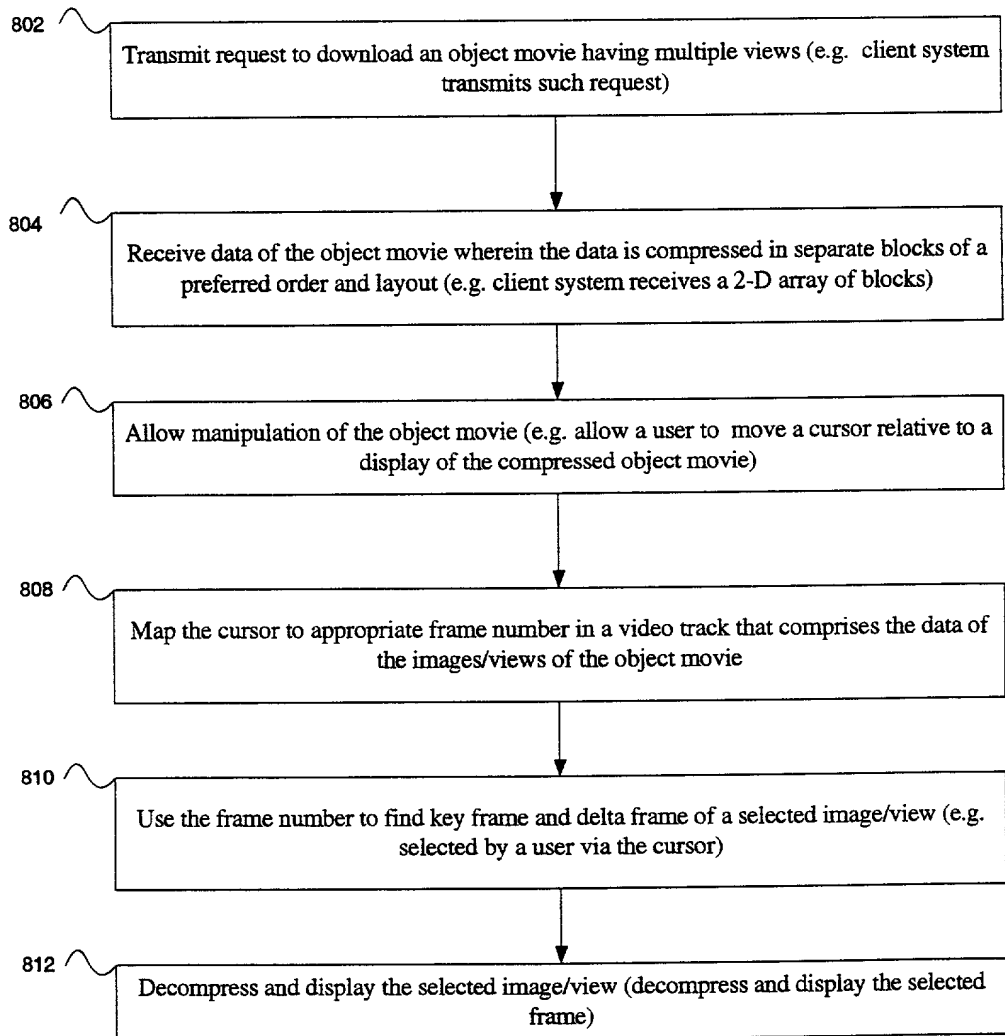 802
Transmit request to download an object movie having multiple views (e.g. client system
transmits such request)
804
Receive data of the object movie wherein the data is compressed in separate blocks of a
preferred order and layout (e.g. client system receives a 2-D array of blocks)
806
Allow manipulation of the object movie (e.g. allow a user to move a cursor relative to a
display of the compressed object movie)
808
Map the cursor to appropriate frame number in a video track that comprises the data of
the images/views of the object movie
810
Use the frame number to find key frame and delta frame of a selected image/view (e.g.
selected by a user via the cursor)
812
Decompress and display the selected image/view (decompress and display the selected
frame)